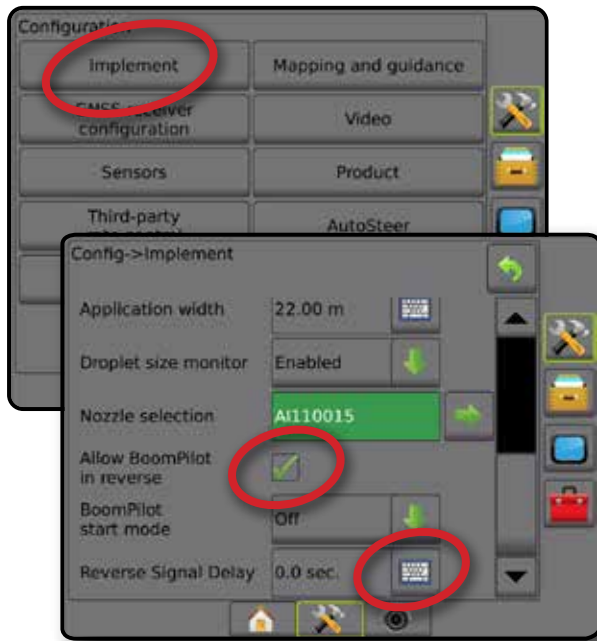 Configuration
Implement
Mapping and guidance
GNSS receiver
configuration
Video
Sensors
Product
Third-party
AutoSteer
Config->Implement
Application width
22.00 m
Droplet size monitor
Enabled
Nozzle selection
AI110015
Allow BoomPilot
in reverse
BoomPilot
start mode
Off
Reverse Signal Delay
0.0 sec.